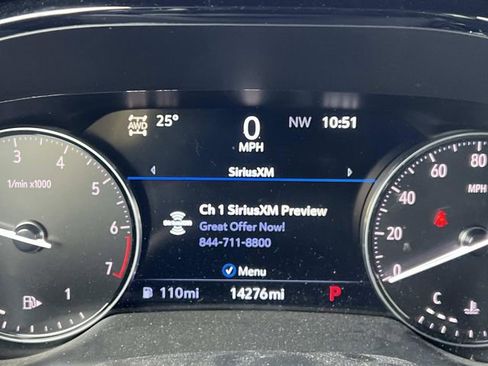 AWD 25° 0 NW 10:51
MPH
SiriusXM
Ch 1 SiriusXM Preview
Great Offer Now!
844-711-8800
Menu
110mi 14276mi P
3 4 5 6 7
1/min x1000
1
0 20 40 60 80
MPH
C